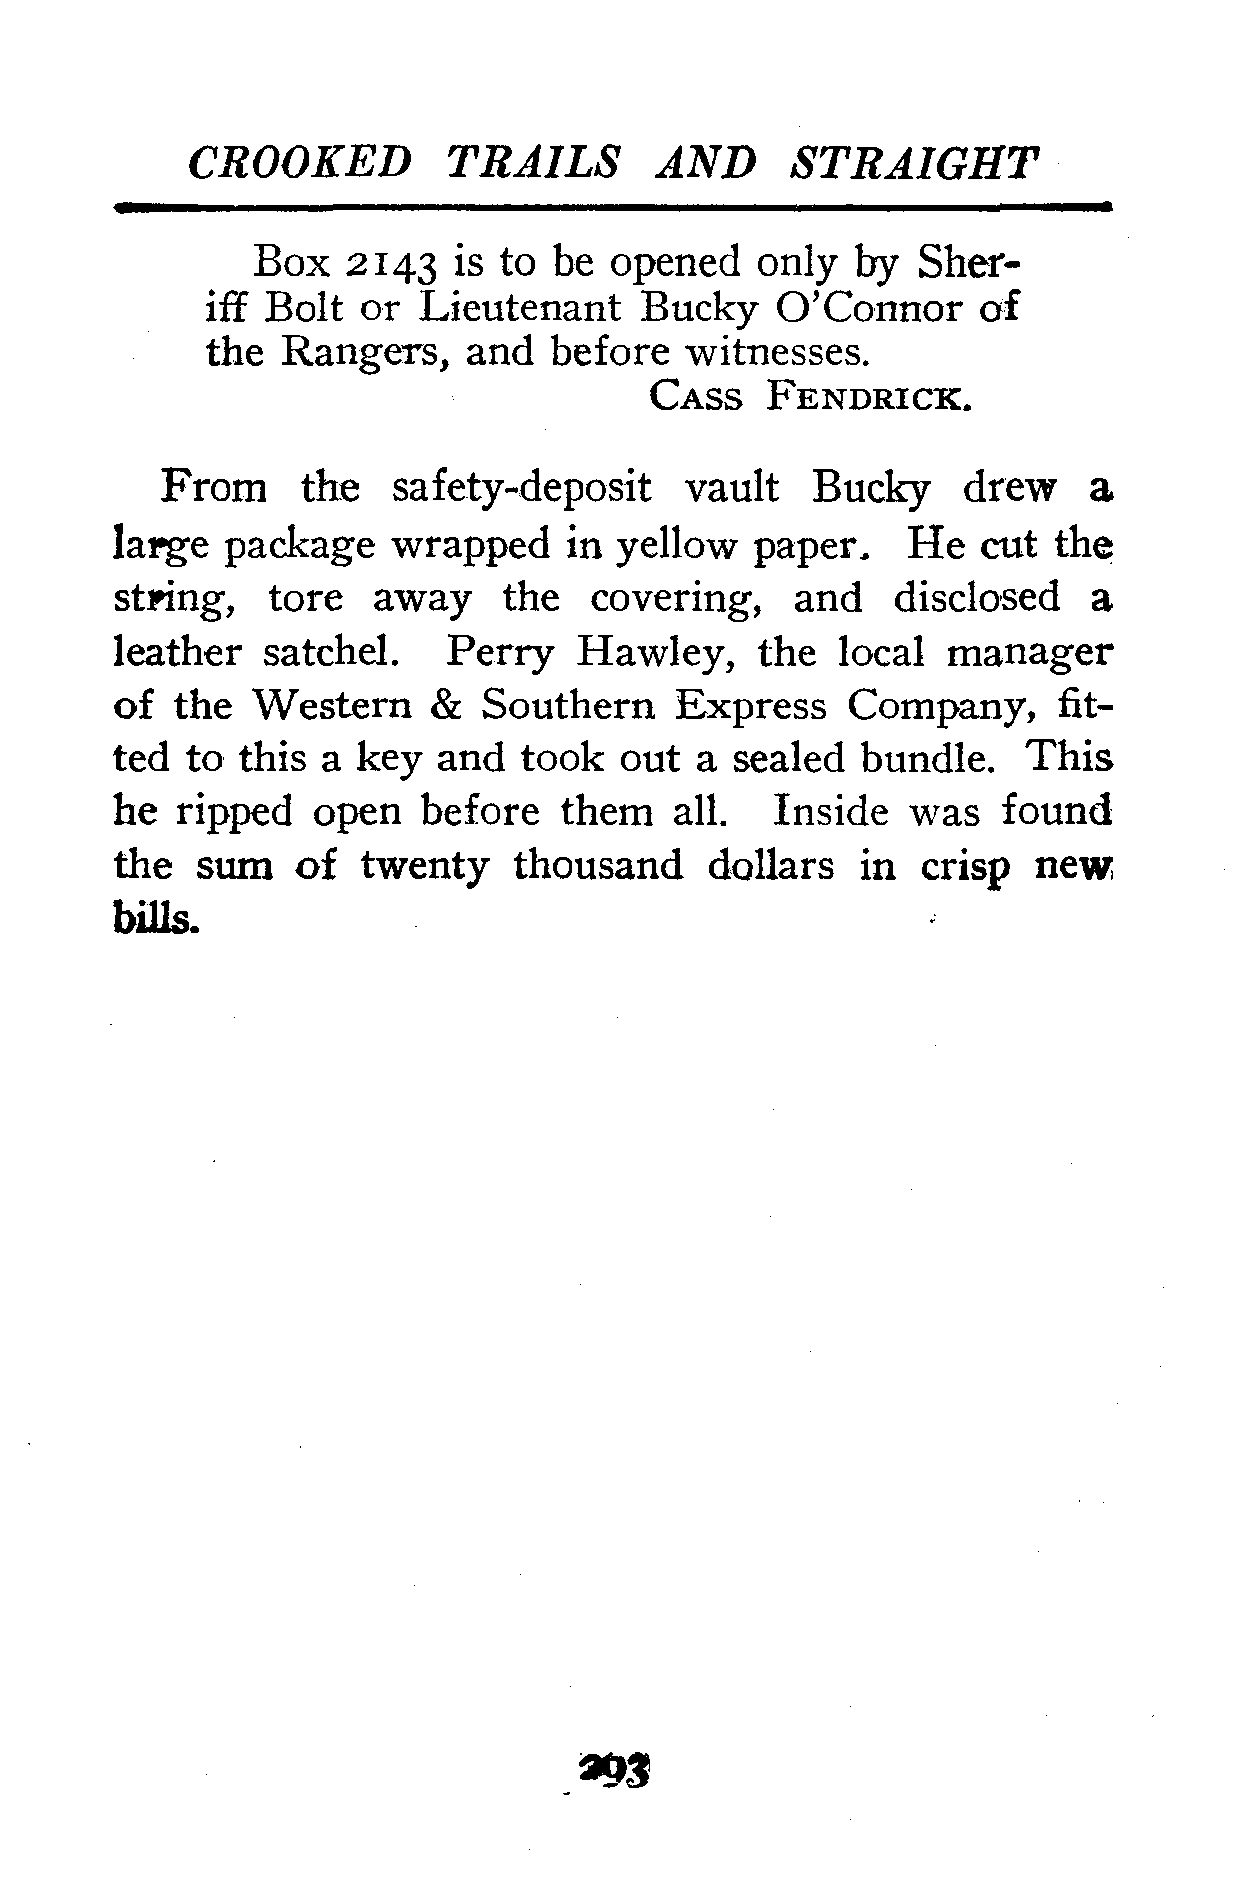 CROOKED TRAILS AND STRAIGHT
Box 2143 is to be opened only by Sher-
iff Bolt or Lieutenant Bucky O'Connor of
the Rangers, and before witnesses.
CASS FENDRICK.
From the safety-deposit vault Bucky drew a
large package wrapped in yellow paper. He cut the
string, tore away the covering, and disclosed a
leather satchel. Perry Hawley, the local manager
of the Western & Southern Express Company, fit-
ted to this a key and took out a sealed bundle. This
he ripped open before them all. Inside was found
the sum of twenty thousand dollars in crisp new
bills.
293